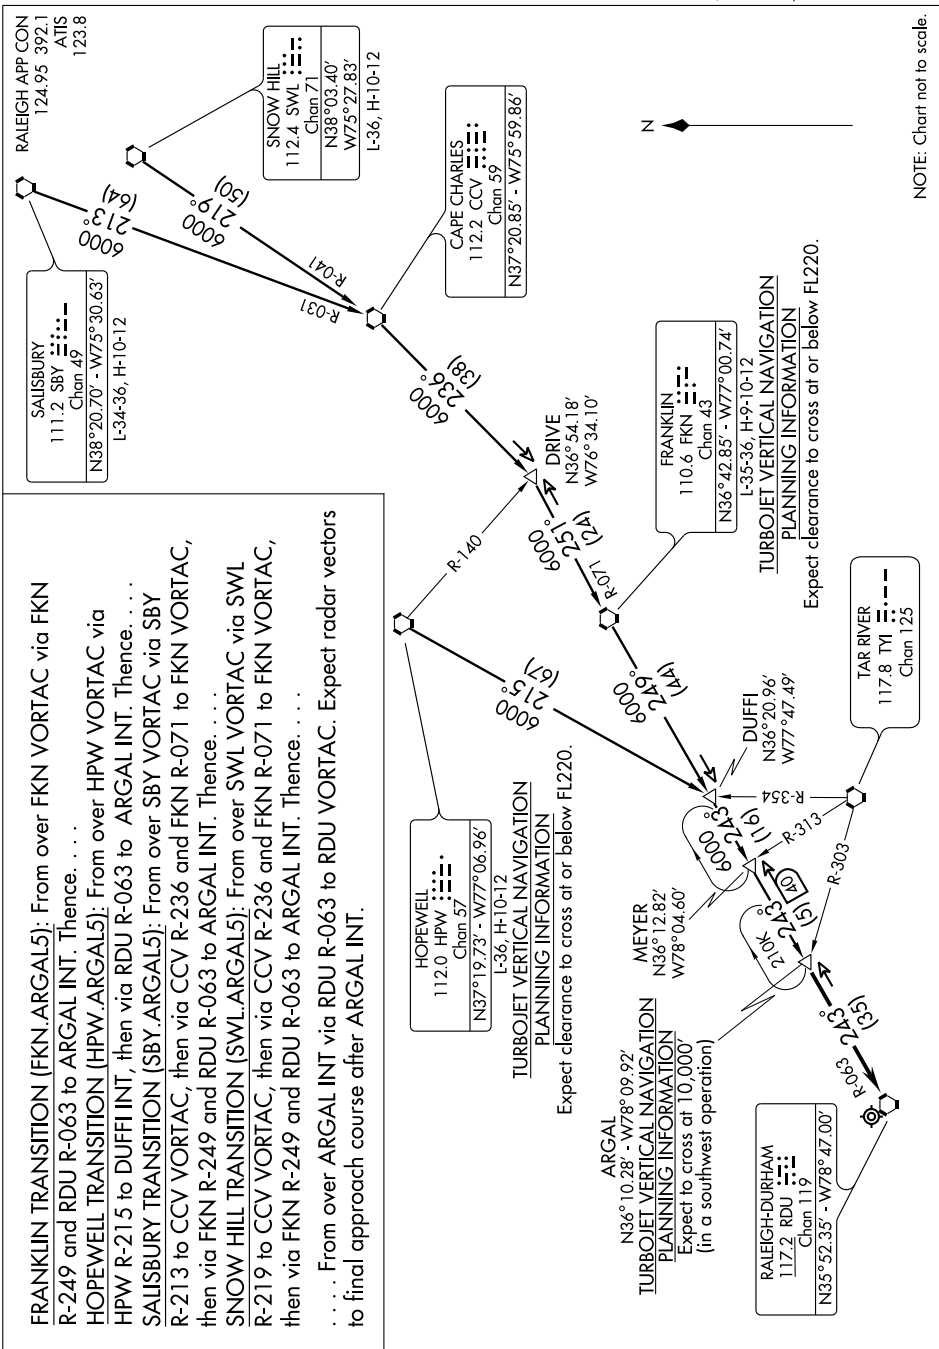 RALEIGH APP CON
124.95 392.1
ATIS
123.8
SALISBURY
111.2 SBY
Chan 49
N38°20.70' - W75°30.63'
L-34-36, H-10-12
SNOW HILL
112.4 SWL
Chan 71
N38°03.40'
W75°27.83'
L-36, H-10-12
6000
213°
(64)
R-031
6000
219°
(50)
R-041
CAPE CHARLES
112.2 CCV
Chan 59
N37°20.85' - W75°59.86'
6000
236°
(38)
N
NOTE: Chart not to scale.
DRIVE
N36°54.18'
W76°34.10'
R-140
6000
251°
(24)
R-071
FRANKLIN
110.6 FKN
Chan 43
N36°42.85' - W77°00.74'
L-35-36, H-9-10-12
TURBOJET VERTICAL NAVIGATION
PLANNING INFORMATION
Expect clearance to cross at or below FL220.
HOPEWELL
112.0 HPW
Chan 57
N37°19.73' - W77°06.96'
L-36, H-10-12
TURBOJET VERTICAL NAVIGATION
PLANNING INFORMATION
Expect clearance to cross at or below FL220.
6000
215°
(67)
6000
249°
(44)
DUFFI
N36°20.96'
W77°47.49'
TAR RIVER
117.8 TYI
Chan 125
R-354
R-313
R-303
6000
243°
(16)
MEYER
N36°12.82'
W78°04.60'
210K
243°
(5)
40
ARGAL
N36°10.28' - W78°09.92'
TURBOJET VERTICAL NAVIGATION
PLANNING INFORMATION
Expect to cross at 10,000'
(in a southwest operation)
243°
(35)
R-063
RALEIGH-DURHAM
117.2 RDU
Chan 119
N35°52.35' - W78°47.00'
FRANKLIN TRANSITION (FKN.ARGAL5): From over FKN VORTAC via FKN
R-249 and RDU R-063 to ARGAL INT. Thence. . . .
HOPEWELL TRANSITION (HPW.ARGAL5): From over HPW VORTAC via
HPW R-215 to DUFFI INT, then via RDU R-063 to ARGAL INT. Thence. . . .
SALISBURY TRANSITION (SBY.ARGAL5): From over SBY VORTAC via SBY
R-213 to CCV VORTAC, then via CCV R-236 and FKN R-071 to FKN VORTAC,
then via FKN R-249 and RDU R-063 to ARGAL INT. Thence. . . .
SNOW HILL TRANSITION (SWL.ARGAL5): From over SWL VORTAC via SWL
R-219 to CCV VORTAC, then via CCV R-236 and FKN R-071 to FKN VORTAC,
then via FKN R-249 and RDU R-063 to ARGAL INT. Thence. . . .
. . . . From over ARGAL INT via RDU R-063 to RDU VORTAC. Expect radar vectors
to final approach course after ARGAL INT.